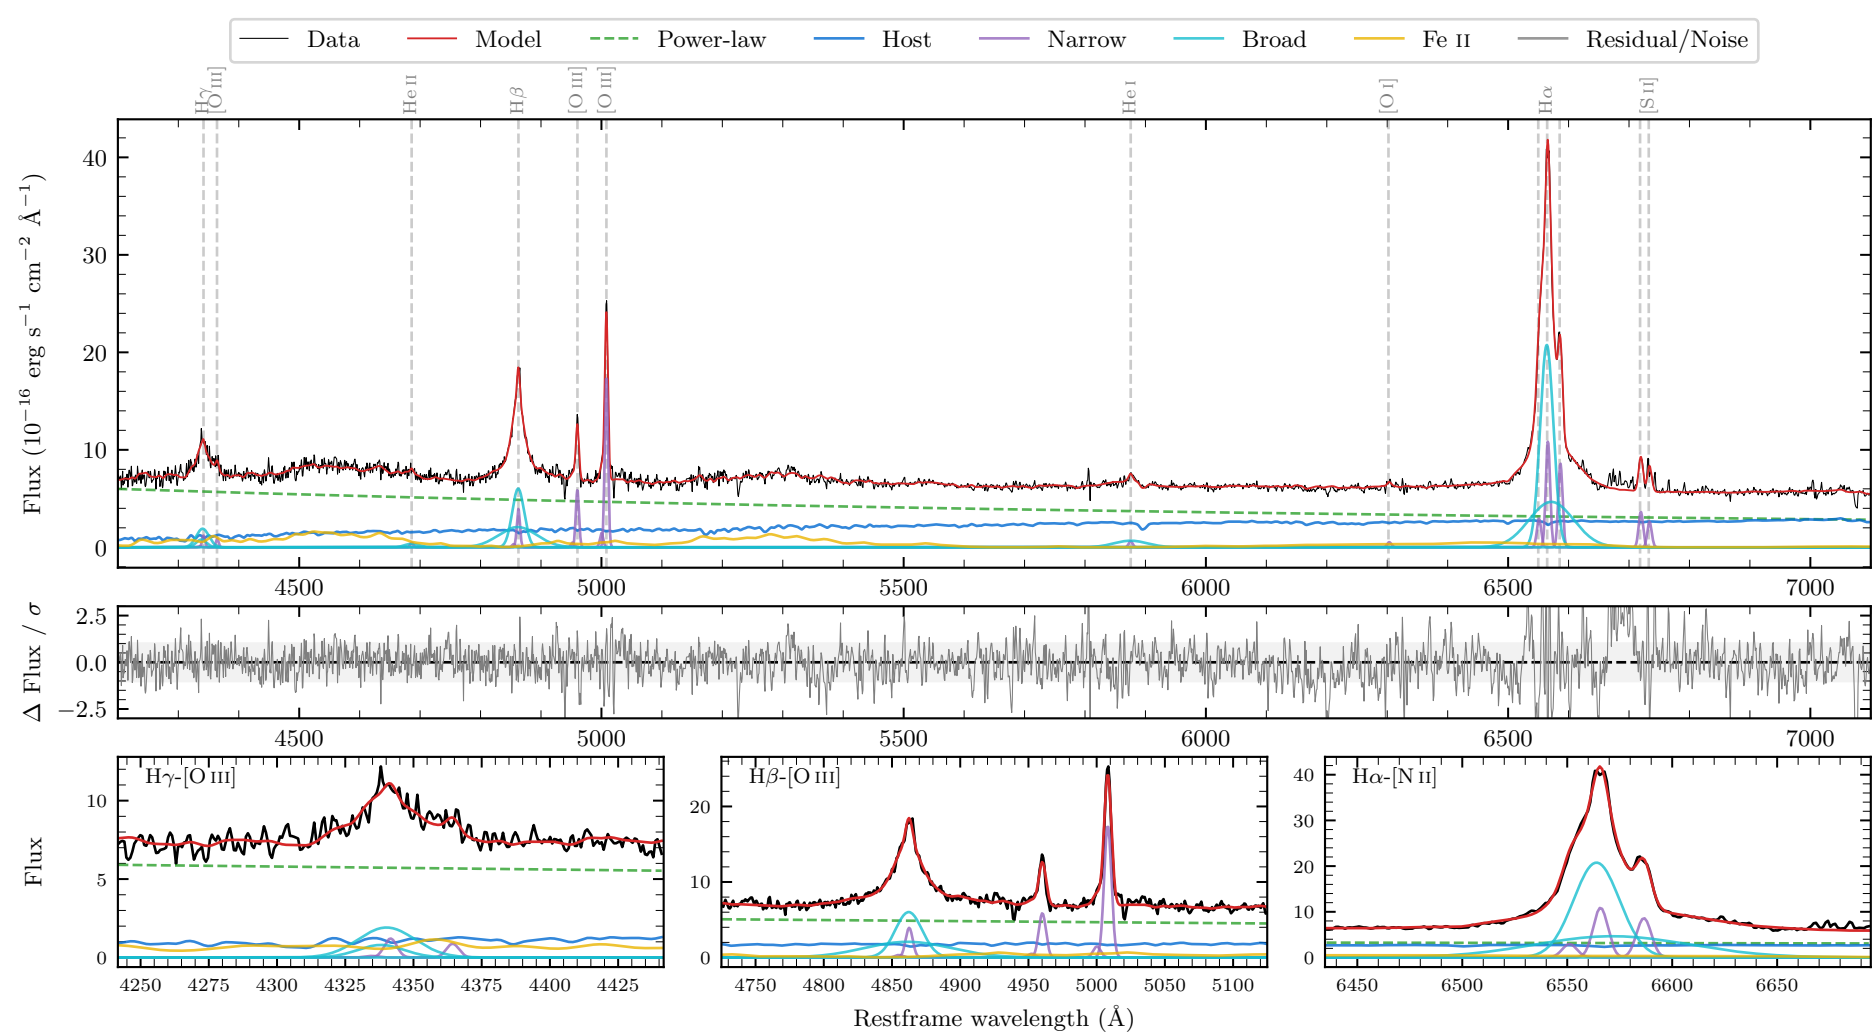 Data Model Power-law Host Narrow Broad Fe II Residual/Noise
Hγ [O III] He II Hβ [O III] [O III] He I [O I] Hα [S II]
Flux (10⁻¹⁶ erg s⁻¹ cm⁻² Å⁻¹)
40
30
20
10
0
4500 5000 5500 6000 6500 7000
Δ Flux / σ
2.5
0.0
−2.5
4500 5000 5500 6000 6500 7000
Flux
Hγ-[O III]
10
5
0
4250 4275 4300 4325 4350 4375 4400 4425
Hβ-[O III]
20
10
0
4750 4800 4850 4900 4950 5000 5050 5100
Hα-[N II]
40
30
20
10
0
6450 6500 6550 6600 6650
Restframe wavelength (Å)